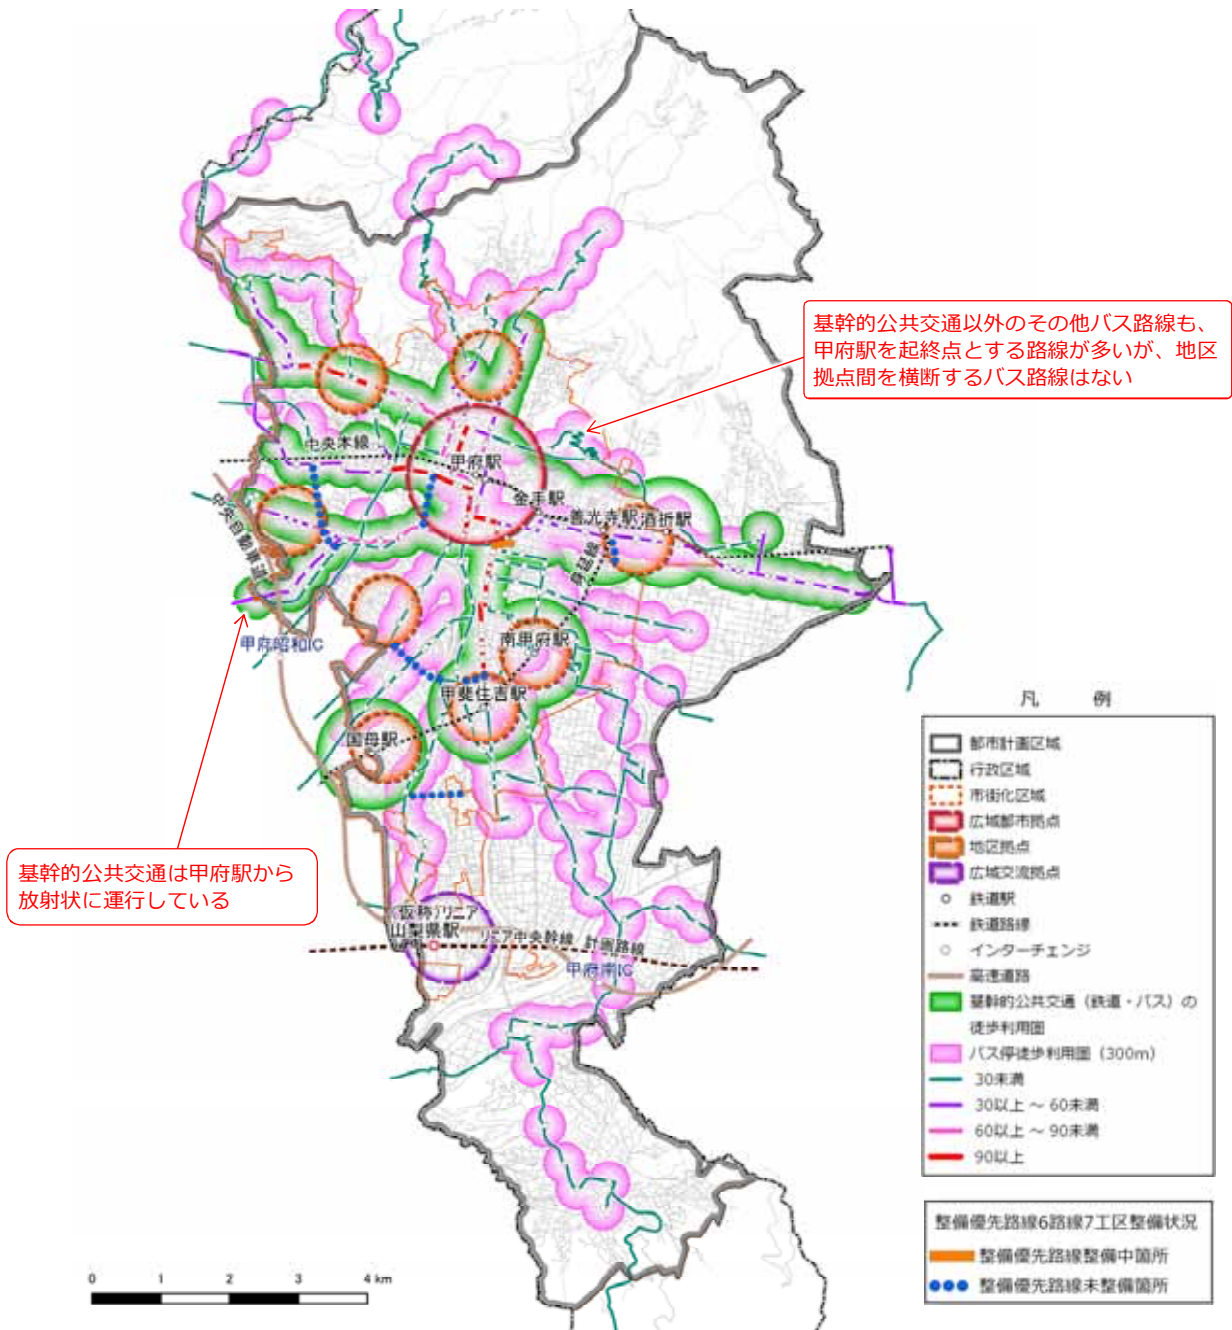 基幹的公共交通以外のその他バス路線も、
甲府駅を起終点とする路線が多いが、地区
拠点間を横断するバス路線はない
中央本線
甲府駅
金手駅
善光寺駅
酒折駅
中央自動車道
身延線
甲府昭和IC
南甲府駅
甲斐住吉駅
国母駅
基幹的公共交通は甲府駅から
放射状に運行している
(仮称)リニア
山梨県駅
リニア中央幹線 計画路線
甲府南IC
凡 例
都市計画区域
行政区域
市街化区域
広域都市拠点
地区拠点
広域交流拠点
鉄道駅
鉄道路線
インターチェンジ
高速道路
基幹的公共交通(鉄道・バス)の
徒歩利用圏
バス停徒歩利用圏(300m)
30未満
30以上 ~ 60未満
60以上 ~ 90未満
90以上
整備優先路線6路線7工区整備状況
整備優先路線整備中箇所
整備優先路線未整備箇所
0 1 2 3 4 km